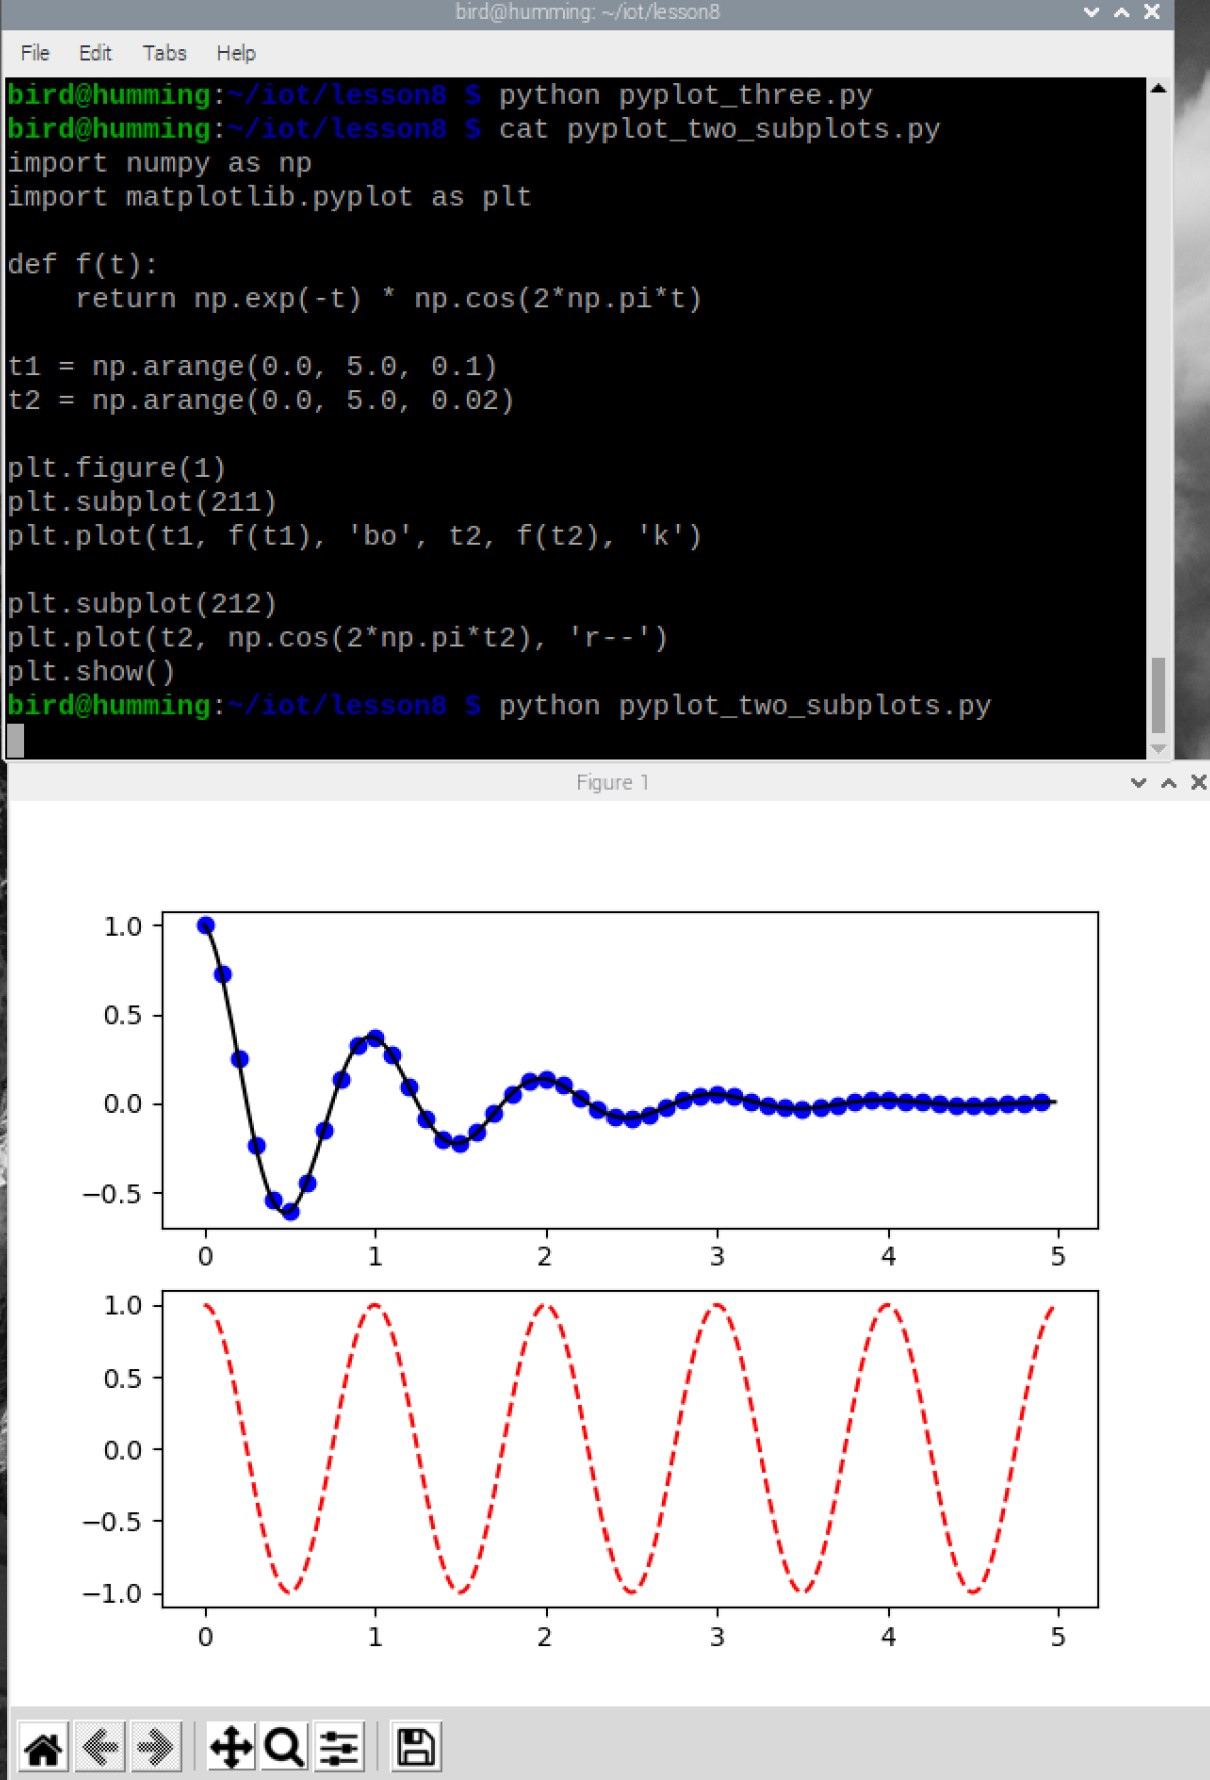 bird@humming: ~/iot/lesson8
File Edit Tabs Help
bird@humming:~/iot/lesson8 $ python pyplot_three.py
bird@humming:~/iot/lesson8 $ cat pyplot_two_subplots.py
import numpy as np
import matplotlib.pyplot as plt
def f(t):
    return np.exp(-t) * np.cos(2*np.pi*t)
t1 = np.arange(0.0, 5.0, 0.1)
t2 = np.arange(0.0, 5.0, 0.02)
plt.figure(1)
plt.subplot(211)
plt.plot(t1, f(t1), 'bo', t2, f(t2), 'k')
plt.subplot(212)
plt.plot(t2, np.cos(2*np.pi*t2), 'r--')
plt.show()
bird@humming:~/iot/lesson8 $ python pyplot_two_subplots.py
Figure 1
1.0
0.5
0.0
−0.5
0 1 2 3 4 5
1.0
0.5
0.0
−0.5
−1.0
0 1 2 3 4 5